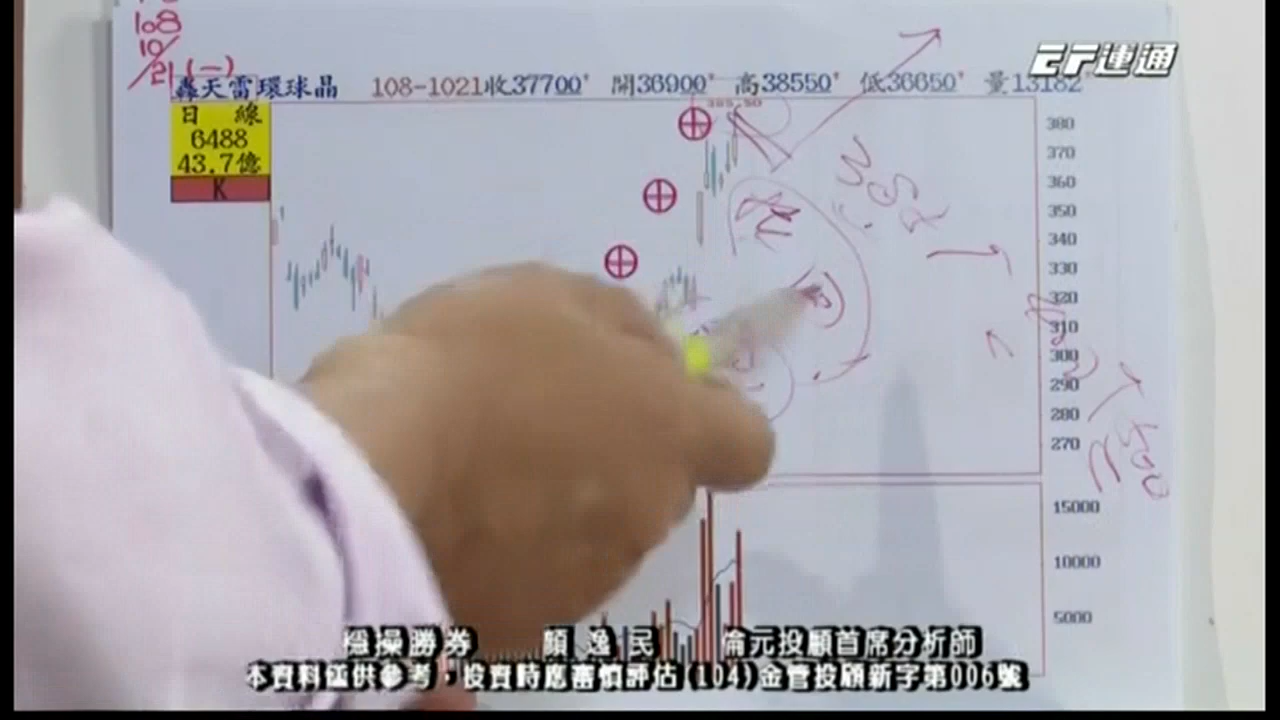 108
10/
21 (一)
EF 連通
轟天雷環球晶 108-1021收37700' 開36900' 高38550' 低36650' 量13182
日線
6488
43.7億
K
385.50
380
370
360
350
340
330
320
310
300
290
280
270
500
15000
10000
5000
穩操勝券 顏逸民 倫元投顧首席分析師
本資料僅供參考，投資時應審慎評估(104)金管投顧新字第006號